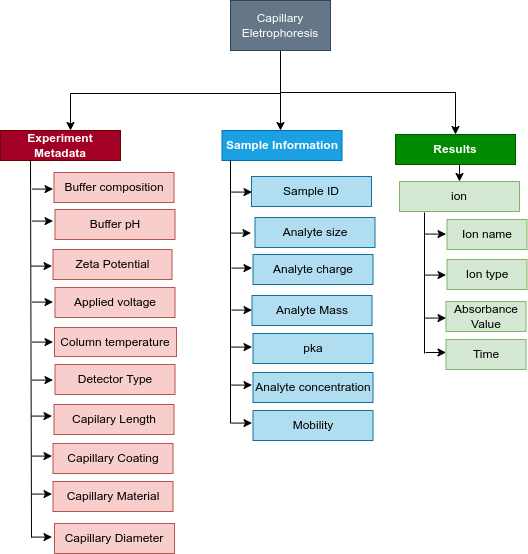 Capillary
Eletrophoresis
Experiment
Metadata
Buffer composition
Buffer pH
Zeta Potential
Applied voltage
Column temperature
Detector Type
Capilary Length
Capillary Coating
Capillary Material
Capillary Diameter
Sample Information
Sample ID
Analyte size
Analyte charge
Analyte Mass
pka
Analyte concentration
Mobility
Results
ion
Ion name
Ion type
Absorbance
Value
Time